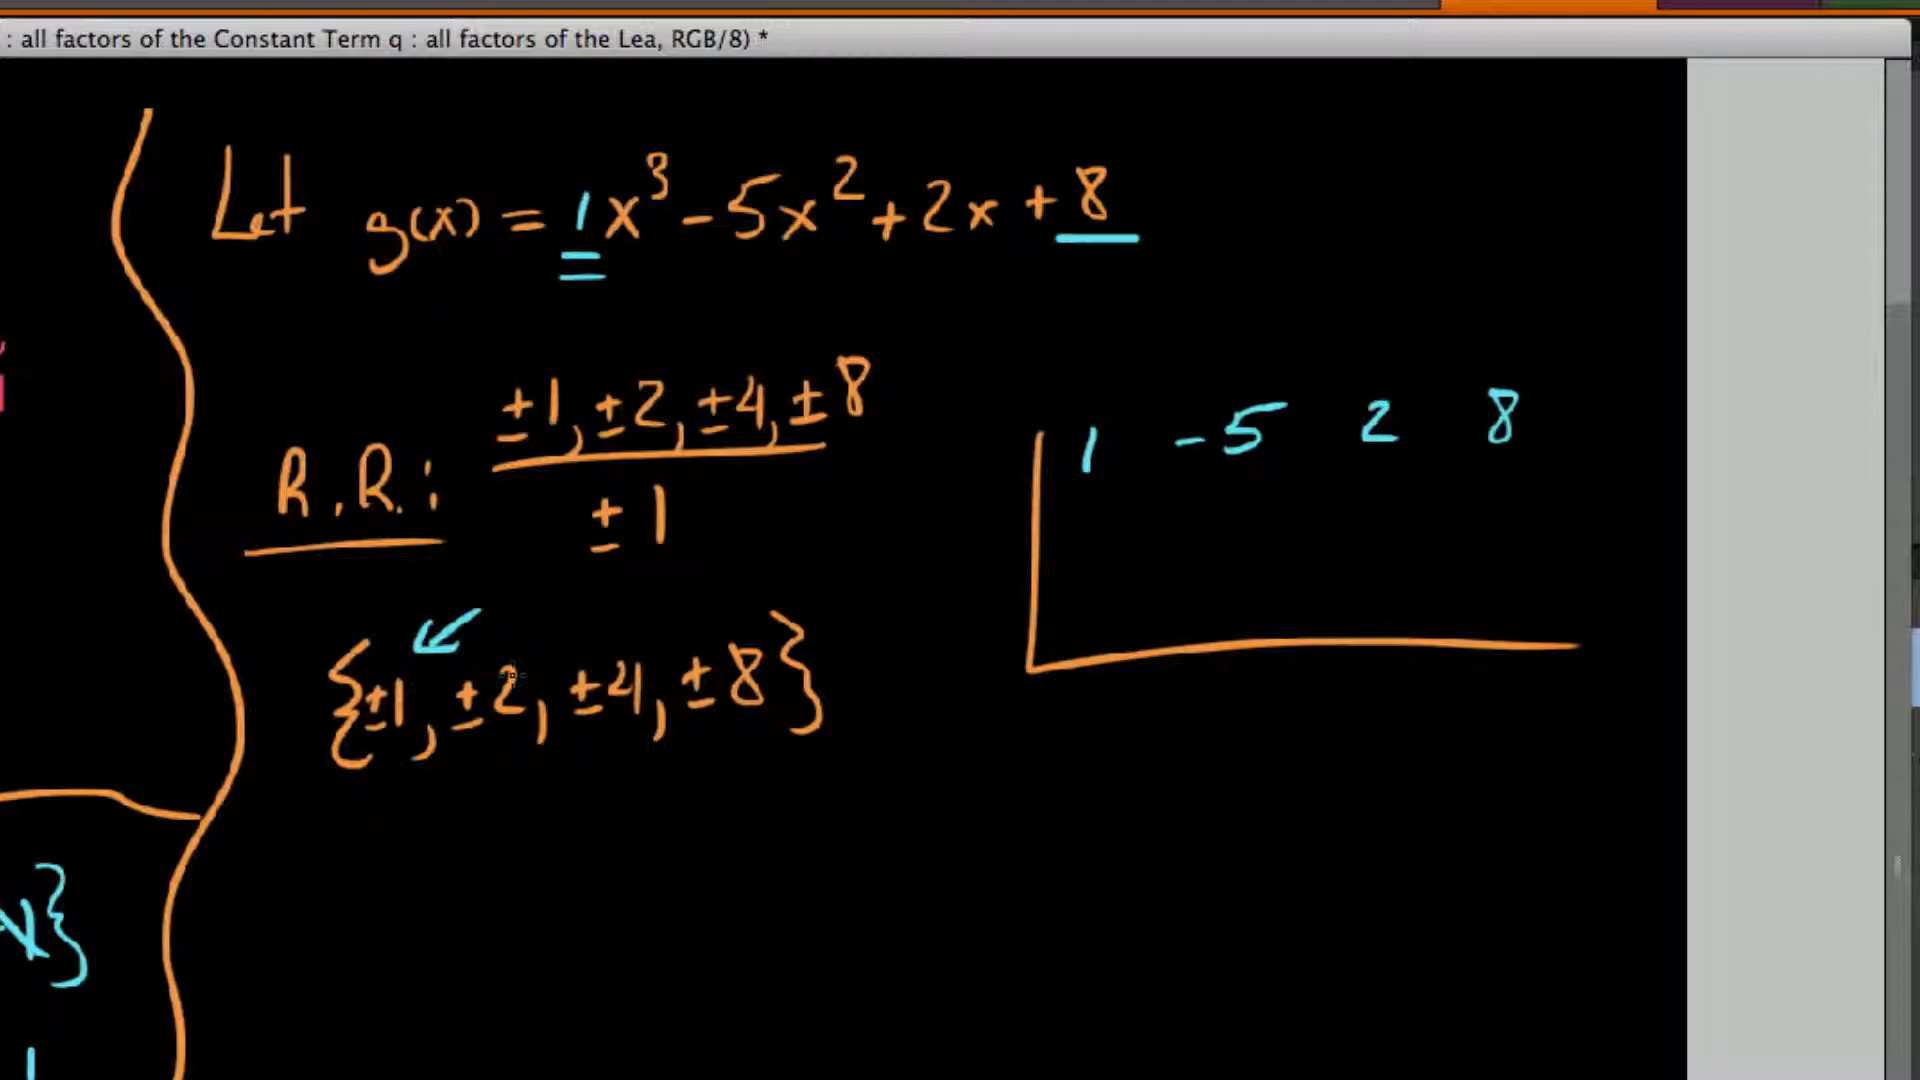 : all factors of the Constant Term q : all factors of the Lea, RGB/8) *
Let g(x) = 1x³ - 5x² + 2x + 8
±1, ±2, ±4, ±8
R.R.:
± 1
1 -5 2 8
{±1, ±2, ±4, ±8}
}
1